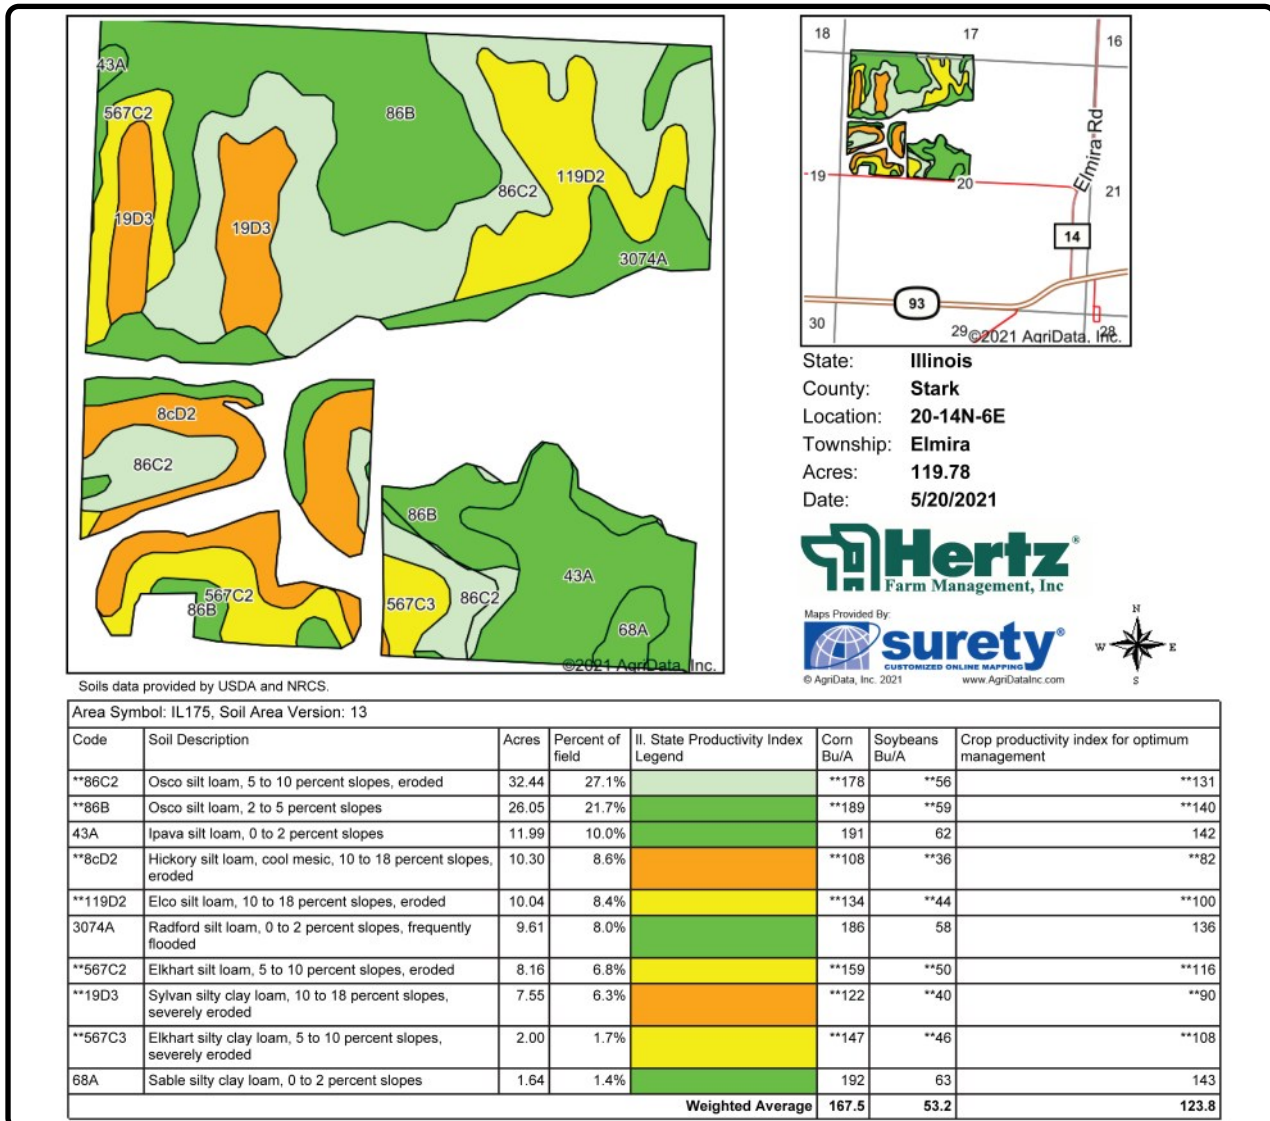 43A
567C2
86B
86C2
119D2
19D3
19D3
3074A
8cD2
86C2
86B
43A
567C2
86B
567C3
86C2
68A
©2021 AgriData, Inc.
18
17
16
Elmira Rd
19
20
21
14
93
30
29
28
©2021 AgriData, Inc.
State: Illinois
County: Stark
Location: 20-14N-6E
Township: Elmira
Acres: 119.78
Date: 5/20/2021
Hertz®
Farm Management, Inc
Maps Provided By:
surety®
CUSTOMIZED ONLINE MAPPING
© AgriData, Inc. 2021 www.AgriDataInc.com
N
W E
S
Soils data provided by USDA and NRCS.
Area Symbol: IL175, Soil Area Version: 13
Code Soil Description Acres Percent of field II. State Productivity Index Legend Corn Bu/A Soybeans Bu/A Crop productivity index for optimum management
**86C2 Osco silt loam, 5 to 10 percent slopes, eroded 32.44 27.1% **178 **56 **131
**86B Osco silt loam, 2 to 5 percent slopes 26.05 21.7% **189 **59 **140
43A Ipava silt loam, 0 to 2 percent slopes 11.99 10.0% 191 62 142
**8cD2 Hickory silt loam, cool mesic, 10 to 18 percent slopes, eroded 10.30 8.6% **108 **36 **82
**119D2 Elco silt loam, 10 to 18 percent slopes, eroded 10.04 8.4% **134 **44 **100
3074A Radford silt loam, 0 to 2 percent slopes, frequently flooded 9.61 8.0% 186 58 136
**567C2 Elkhart silt loam, 5 to 10 percent slopes, eroded 8.16 6.8% **159 **50 **116
**19D3 Sylvan silty clay loam, 10 to 18 percent slopes, severely eroded 7.55 6.3% **122 **40 **90
**567C3 Elkhart silty clay loam, 5 to 10 percent slopes, severely eroded 2.00 1.7% **147 **46 **108
68A Sable silty clay loam, 0 to 2 percent slopes 1.64 1.4% 192 63 143
Weighted Average 167.5 53.2 123.8